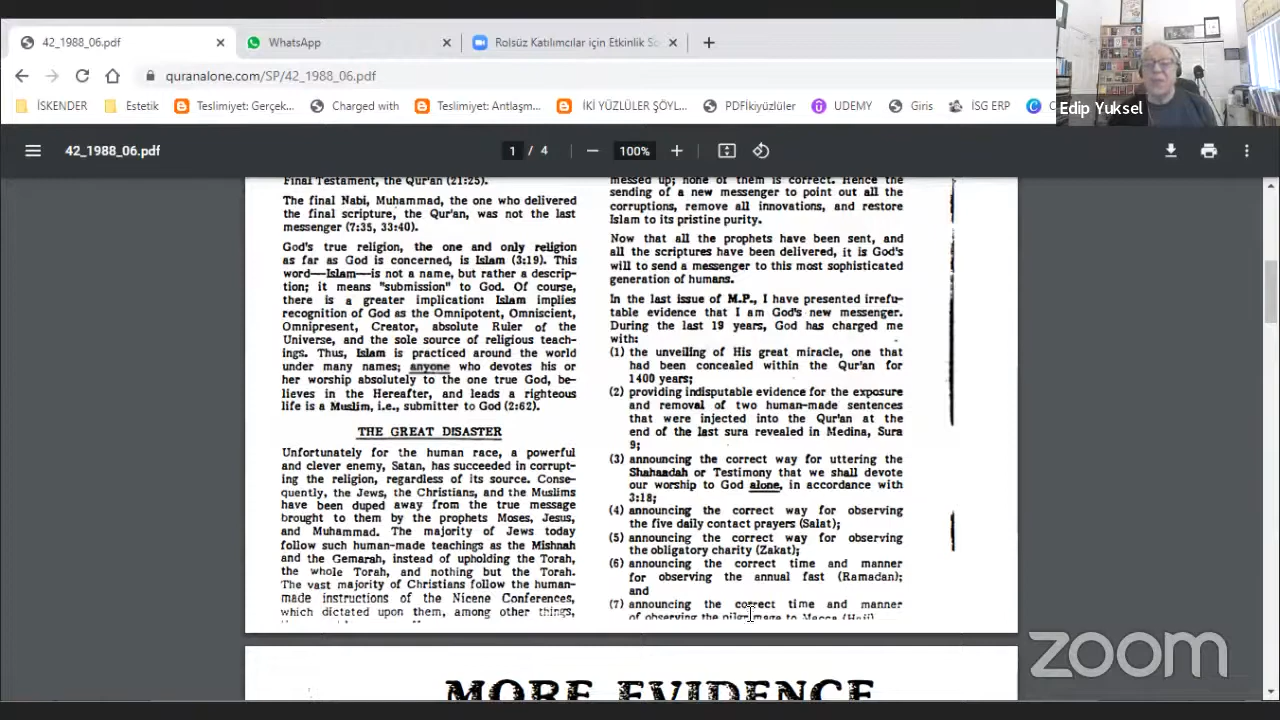 42_1988_06.pdf
WhatsApp
Rolsüz Katılımcılar için Etkinlik So
quranalone.com/SP/42_1988_06.pdf
İSKENDER
Estetik
Teslimiyet: Gerçek...
Charged with
Teslimiyet: Antlaşm...
İKİ YÜZLÜLER ŞÖYL...
PDFİkiyüzlüler
UDEMY
Giris
İSG ERP
Edip Yuksel
42_1988_06.pdf
1 / 4
100%
Final Testament, the Qur'an (21:25).
The final Nabi, Muhammad, the one who delivered
the final scripture, the Qur'an, was not the last
messenger (7:35, 33:40).
God's true religion, the one and only religion
as far as God is concerned, is Islam (3:19). This
word—Islam—is not a name, but rather a descrip-
tion; it means "submission" to God. Of course,
there is a greater implication: Islam implies
recognition of God as the Omnipotent, Omniscient,
Omnipresent, Creator, absolute Ruler of the
Universe, and the sole source of religious teach-
ings. Thus, Islam is practiced around the world
under many names; anyone who devotes his or
her worship absolutely to the one true God, be-
lieves in the Hereafter, and leads a righteous
life is a Muslim, i.e., submitter to God (2:62).
THE GREAT DISASTER
Unfortunately for the human race, a powerful
and clever enemy, Satan, has succeeded in corrupt-
ing the religion, regardless of its source. Conse-
quently, the Jews, the Christians, and the Muslims
have been duped away from the true message
brought to them by the prophets Moses, Jesus,
and Muhammad. The majority of Jews today
follow such human-made teachings as the Mishnah
and the Gemarah, instead of upholding the Torah,
the whole Torah, and nothing but the Torah.
The vast majority of Christians follow the human-
made instructions of the Nicene Conferences,
which dictated upon them, among other things,
messed up; none of them is correct. Hence the
sending of a new messenger to point out all the
corruptions, remove all innovations, and restore
Islam to its pristine purity.
Now that all the prophets have been sent, and
all the scriptures have been delivered, it is God's
will to send a messenger to this most sophisticated
generation of humans.
In the last issue of M.P., I have presented irrefu-
table evidence that I am God's new messenger.
During the last 19 years, God has charged me
with:
(1) the unveiling of His great miracle, one that
had been concealed within the Qur'an for
1400 years;
(2) providing indisputable evidence for the exposure
and removal of two human-made sentences
that were injected into the Qur'an at the
end of the last sura revealed in Medina, Sura
9;
(3) announcing the correct way for uttering the
Shahaadah or Testimony that we shall devote
our worship to God alone, in accordance with
3:18;
(4) announcing the correct way for observing
the five daily contact prayers (Salat);
(5) announcing the correct way for observing
the obligatory charity (Zakat);
(6) announcing the correct time and manner
for observing the annual fast (Ramadan);
and
(7) announcing the correct time and manner
of observing the pilgrimage to Mecca (Hajj)
MORE EVIDENCE
zoom